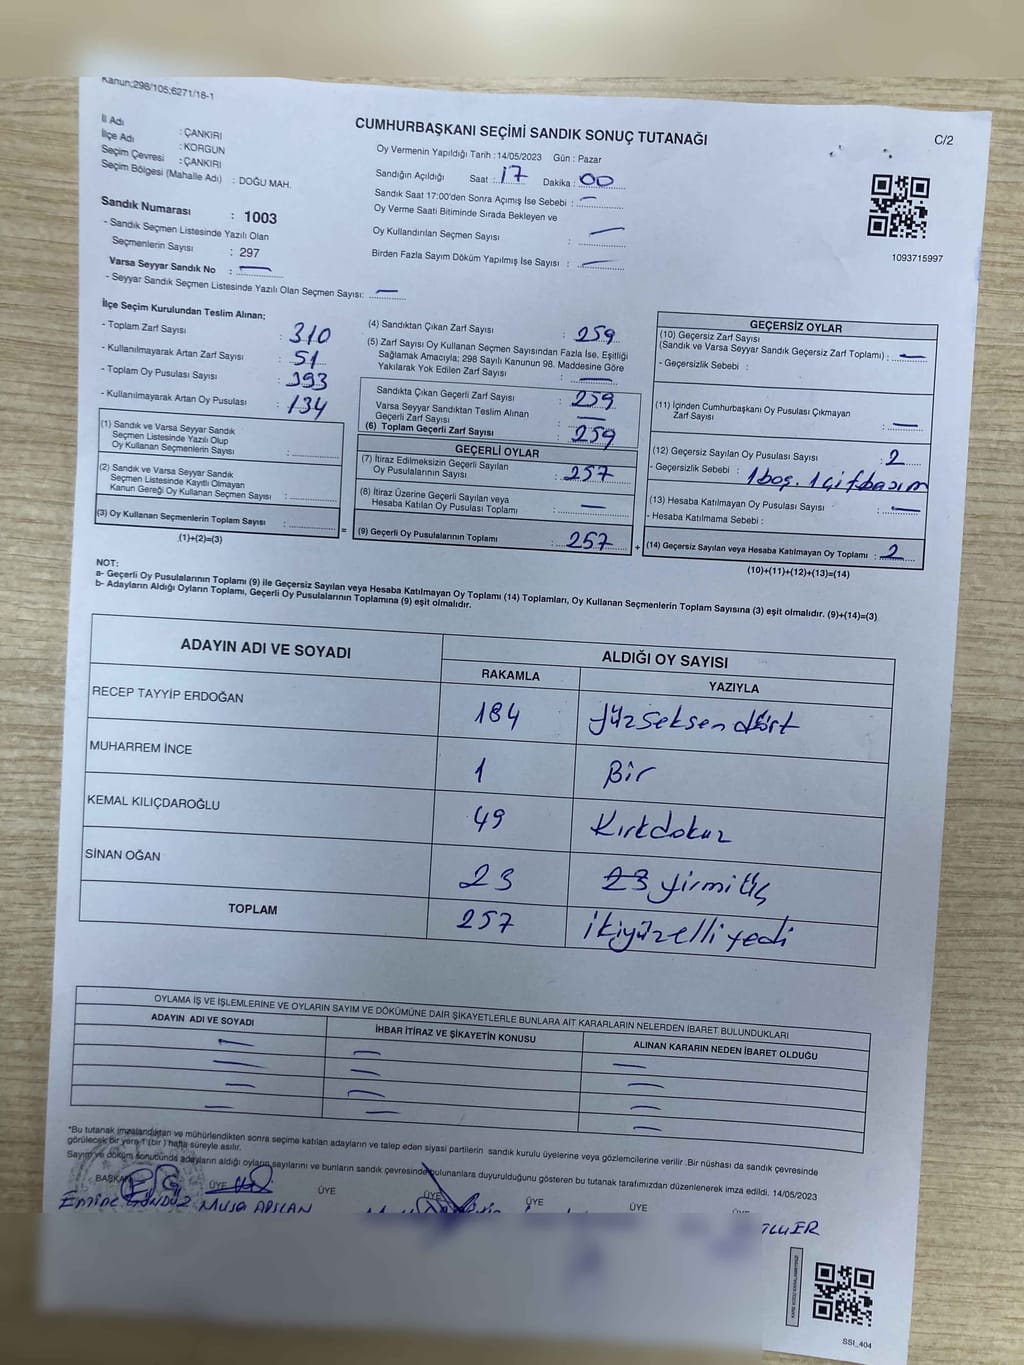 Kanun;298/105;6271/18-1
İl Adı : ÇANKIRI
İlçe Adı : KORGUN
Seçim Çevresi : ÇANKIRI
Seçim Bölgesi (Mahalle Adı) : DOĞU MAH.
Sandık Numarası : 1003
- Sandık Seçmen Listesinde Yazılı Olan
Seçmenlerin Sayısı : 297
Varsa Seyyar Sandık No : —
- Seyyar Sandık Seçmen Listesinde Yazılı Olan Seçmen Sayısı: —
CUMHURBAŞKANI SEÇİMİ SANDIK SONUÇ TUTANAĞI
C/2
Oy Vermenin Yapıldığı Tarih : 14/05/2023 Gün : Pazar
Sandığın Açıldığı Saat : 17 Dakika : 00
Sandık Saat 17:00'den Sonra Açımış İse Sebebi : —
Oy Verme Saati Bitiminde Sırada Bekleyen ve
Oy Kullandırılan Seçmen Sayısı : —
Birden Fazla Sayım Döküm Yapılmış İse Sayısı : —
1093715997
İlçe Seçim Kurulundan Teslim Alınan;
- Toplam Zarf Sayısı : 310
- Kullanılmayarak Artan Zarf Sayısı : 51
- Toplam Oy Pusulası Sayısı : 393
- Kullanılmayarak Artan Oy Pusulası : 134
(1) Sandık ve Varsa Seyyar Sandık
Seçmen Listesinde Yazılı Olup
Oy Kullanan Seçmenlerin Sayısı :
(2) Sandık ve Varsa Seyyar Sandık
Seçmen Listesinde Kayıtlı Olmayan
Kanun Gereği Oy Kullanan Seçmen Sayısı :
(3) Oy Kullanan Seçmenlerin Toplam Sayısı :
(1)+(2)=(3)
=
(4) Sandıktan Çıkan Zarf Sayısı : 259
(5) Zarf Sayısı Oy Kullanan Seçmen Sayısından Fazla İse, Eşitliği
Sağlamak Amacıyla; 298 Sayılı Kanunun 98. Maddesine Göre
Yakılarak Yok Edilen Zarf Sayısı : —
Sandıkta Çıkan Geçerli Zarf Sayısı : 259
Varsa Seyyar Sandıktan Teslim Alınan
Geçerli Zarf Sayısı : —
(6) Toplam Geçerli Zarf Sayısı : 259
GEÇERLİ OYLAR
(7) İtiraz Edilmeksizin Geçerli Sayılan
Oy Pusulalarının Sayısı : 257
(8) İtiraz Üzerine Geçerli Sayılan veya
Hesaba Katılan Oy Pusulası Toplamı : —
(9) Geçerli Oy Pusulalarının Toplamı : 257
+
GEÇERSİZ OYLAR
(10) Geçersiz Zarf Sayısı
(Sandık ve Varsa Seyyar Sandık Geçersiz Zarf Toplamı) : —
- Geçersizlik Sebebi :
(11) İçinden Cumhurbaşkanı Oy Pusulası Çıkmayan
Zarf Sayısı : —
(12) Geçersiz Sayılan Oy Pusulası Sayısı : 2
- Geçersizlik Sebebi : 1 boş. 1 çift basım
(13) Hesaba Katılmayan Oy Pusulası Sayısı : —
- Hesaba Katılmama Sebebi :
(14) Geçersiz Sayılan veya Hesaba Katılmayan Oy Toplamı : 2
(10)+(11)+(12)+(13)=(14)
NOT:
a- Geçerli Oy Pusulalarının Toplamı (9) ile Geçersiz Sayılan veya Hesaba Katılmayan Oy Toplamı (14) Toplamları, Oy Kullanan Seçmenlerin Toplam Sayısına (3) eşit olmalıdır. (9)+(14)=(3)
b- Adayların Aldığı Oyların Toplamı, Geçerli Oy Pusulalarının Toplamına (9) eşit olmalıdır.
ADAYIN ADI VE SOYADI ALDIĞI OY SAYISI
RAKAMLA YAZIYLA
RECEP TAYYİP ERDOĞAN 184 yüzseksen dört
MUHARREM İNCE 1 Bir
KEMAL KILIÇDAROĞLU 49 Kırkdokuz
SİNAN OĞAN 23 23 yirmi üç
TOPLAM 257 ikiyüzelliyedi
OYLAMA İŞ VE İŞLEMLERİNE VE OYLARIN SAYIM VE DÖKÜMÜNE DAİR ŞİKAYETLERLE BUNLARA AİT KARARLARIN NELERDEN İBARET BULUNDUKLARI
ADAYIN ADI VE SOYADI İHBAR İTİRAZ VE ŞİKAYETİN KONUSU ALINAN KARARIN NEDEN İBARET OLDUĞU
— — —
— — —
— — —
— — —
*Bu tutanak imzalandıktan ve mühürlendikten sonra seçime katılan adayların ve talep eden siyasi partilerin sandık kurulu üyelerine veya gözlemcilerine verilir .Bir nüshası da sandık çevresinde
görülecek bir yere 1 (bir ) hafta süreyle asılır.
Sayım ve döküm sonucunda adayların aldığı oyların sayılarını ve bunların sandık çevresinde bulunanlara duyurulduğunu gösteren bu tutanak tarafımızdan düzenlenerek imza edildi. 14/05/2023
BAŞKAN ÜYE ÜYE ÜYE ÜYE ÜYE ÜYE
Emine GÜNDÜZ Musa ARSLAN
SSI_404